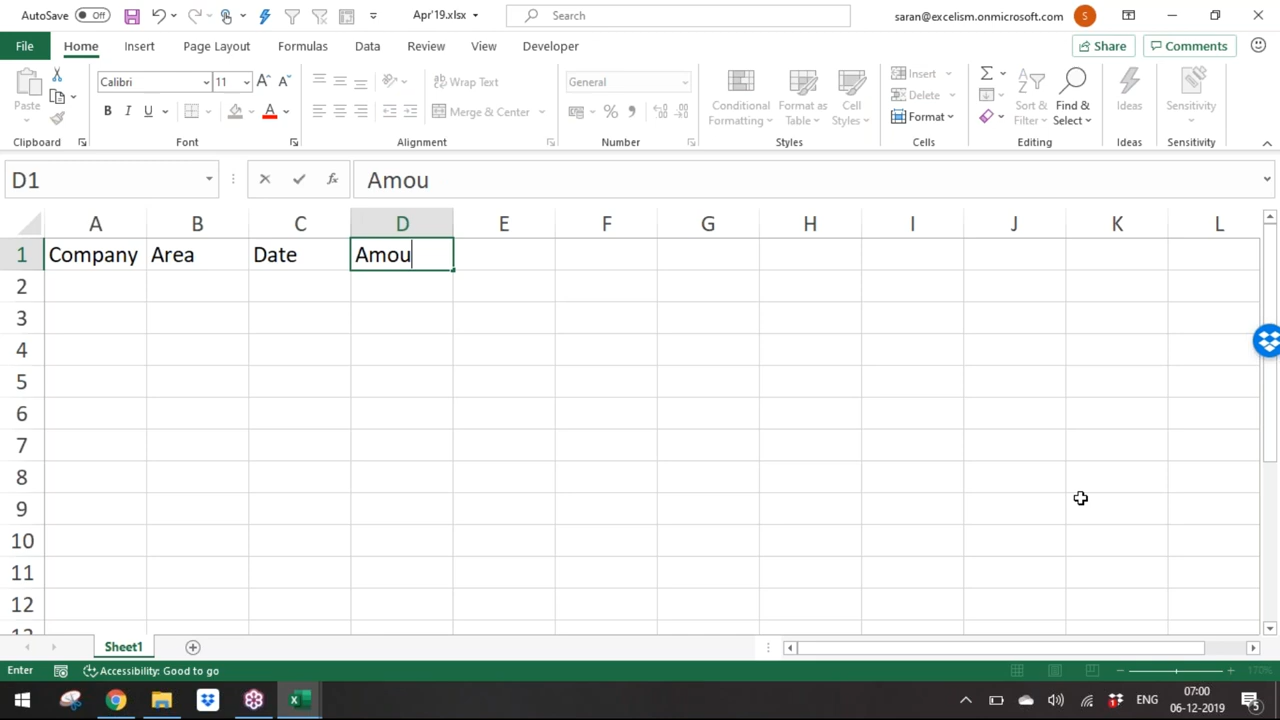 AutoSave Off Apr'19.xlsx Search saran@excelism.onmicrosoft.com S
File Home Insert Page Layout Formulas Data Review View Developer Share Comments
Paste Calibri 11 A A Wrap Text General Conditional Formatting Format as Table Cell Styles Insert Delete Format Sort & Filter Find & Select Ideas Sensitivity
B I U A Merge & Center % ,
Clipboard Font Alignment Number Styles Cells Editing Ideas Sensitivity
D1 fx Amou
A B C D E F G H I J K L
1 Company Area Date Amou
2
3
4
5
6
7
8
9
10
11
12
Sheet1
Enter Accessibility: Good to go 170%
ENG 07:00
06-12-2019 5